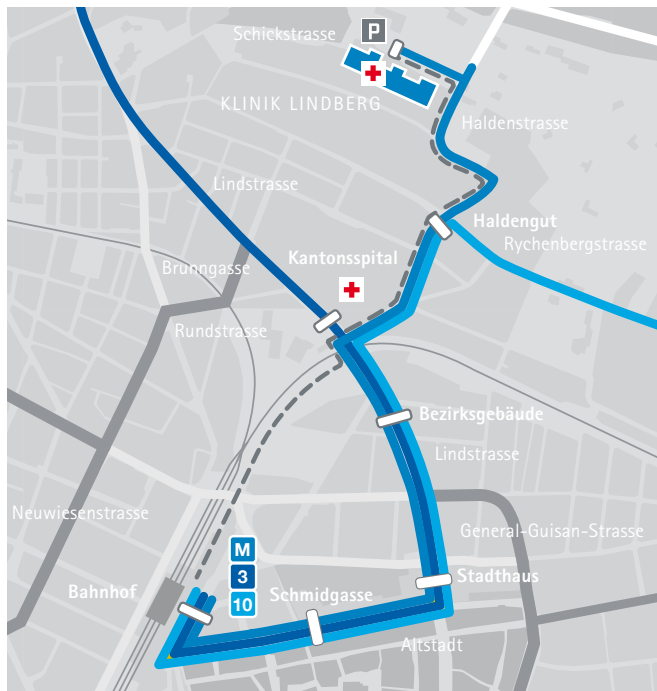 Schickstrasse
P
KLINIK LINDBERG
Haldenstrasse
Lindstrasse
Haldengut
Rychenbergstrasse
Kantonsspital
Brunngasse
Rundstrasse
Bezirksgebäude
Lindstrasse
Neuwiesenstrasse
General-Guisan-Strasse
M
3
10
Stadthaus
Bahnhof
Schmidgasse
Altstadt